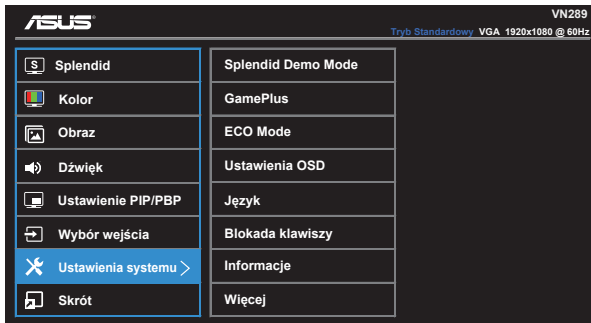 ASUS
VN289
Tryb Standardowy VGA 1920x1080 @ 60Hz
S Splendid
Kolor
Obraz
Dźwięk
Ustawienie PIP/PBP
Wybór wejścia
Ustawienia systemu >
Skrót
Splendid Demo Mode
GamePlus
ECO Mode
Ustawienia OSD
Język
Blokada klawiszy
Informacje
Więcej